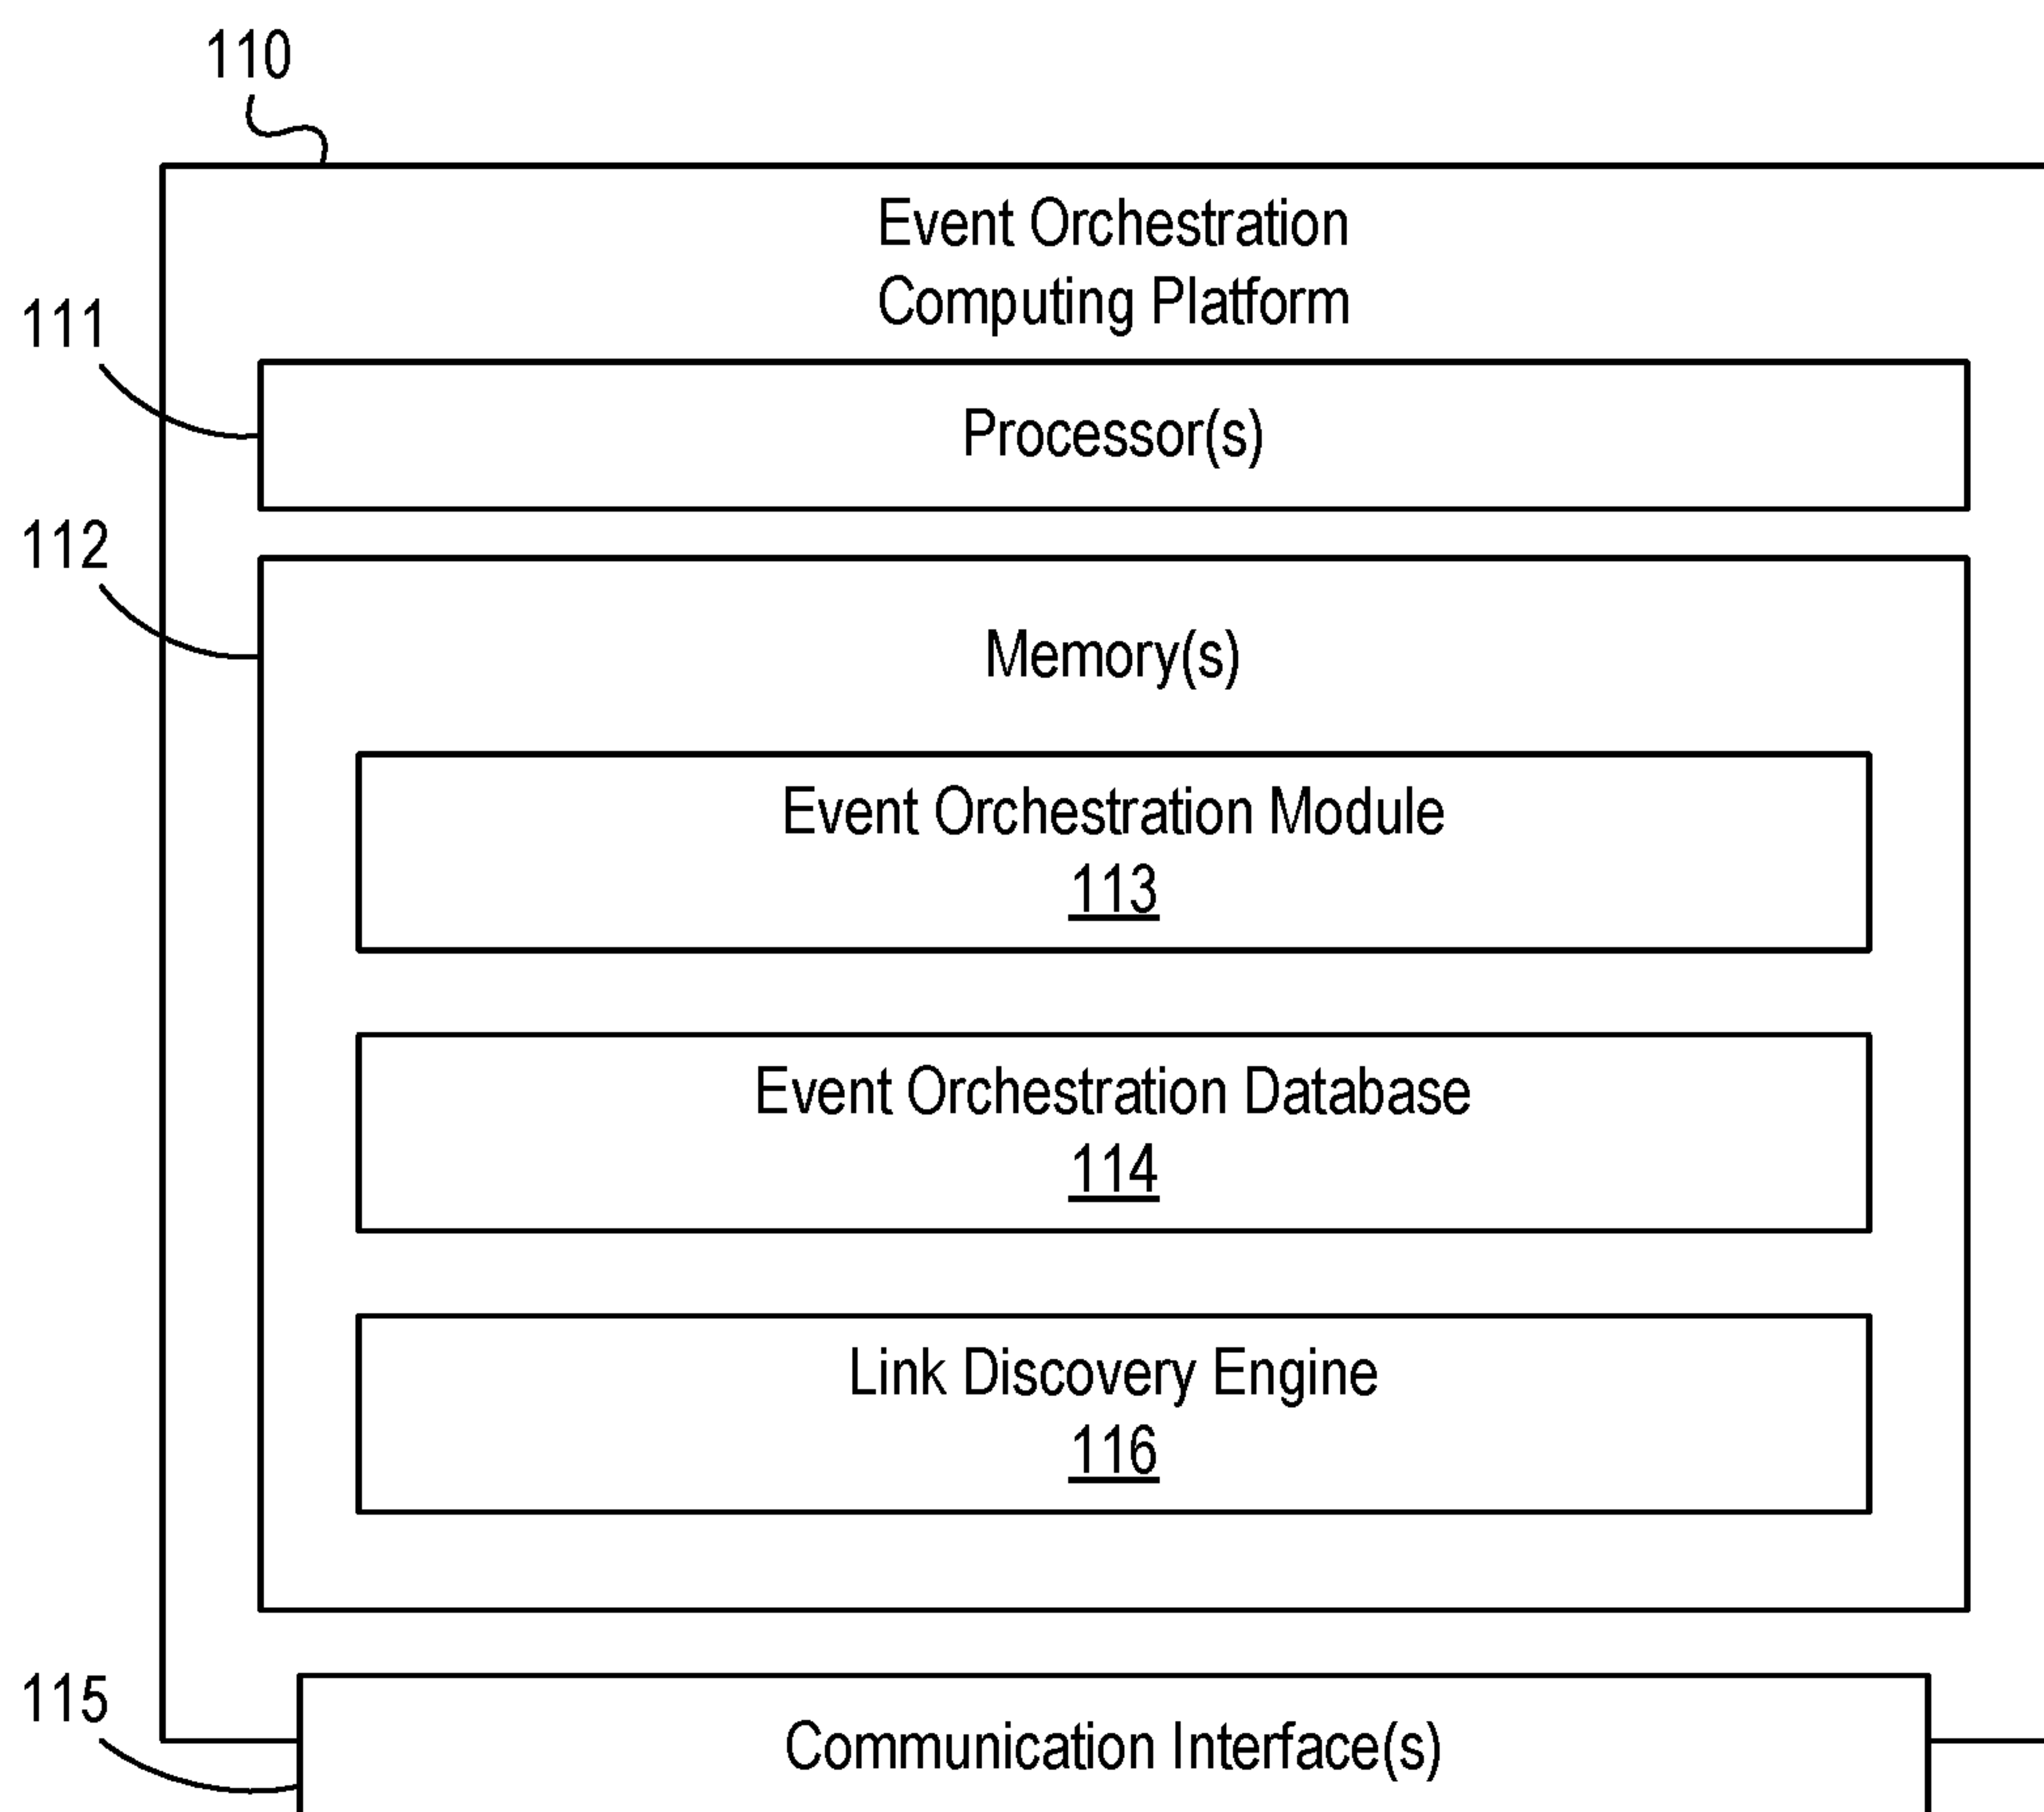 110
Event Orchestration
Computing Platform
111
Processor(s)
112
Memory(s)
Event Orchestration Module
113
Event Orchestration Database
114
Link Discovery Engine
116
115
Communication Interface(s)